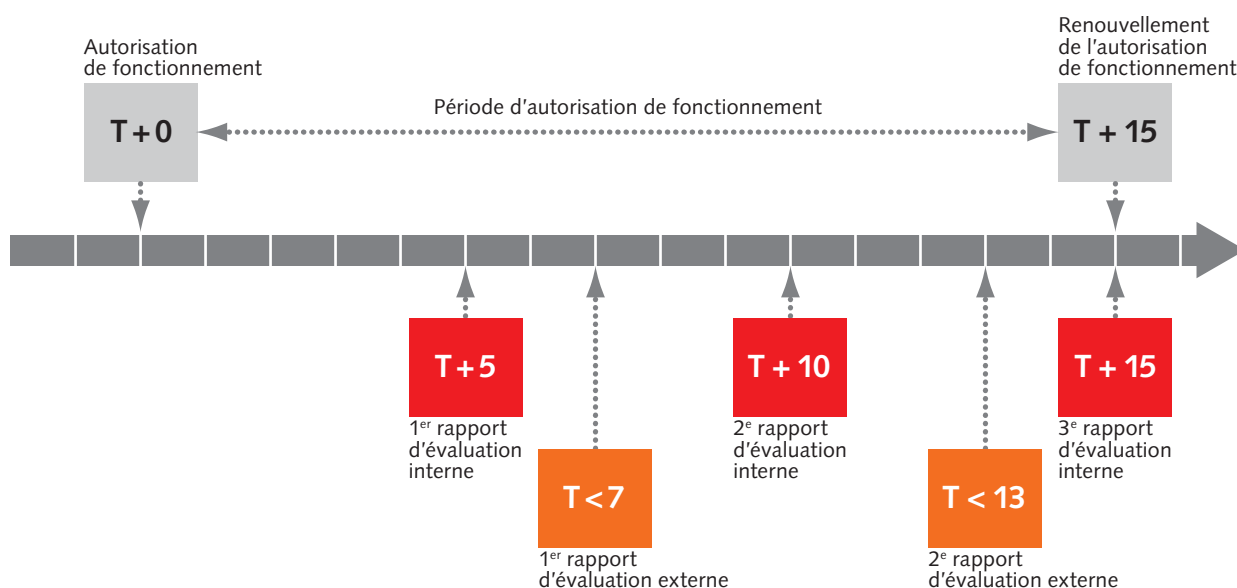 Autorisation
de fonctionnement
T + 0
Période d'autorisation de fonctionnement
Renouvellement
de l'autorisation
de fonctionnement
T + 15
T + 5
1er rapport
d'évaluation
interne
T < 7
1er rapport
d'évaluation externe
T + 10
2e rapport
d'évaluation
interne
T < 13
2e rapport
d'évaluation externe
T + 15
3e rapport
d'évaluation
interne